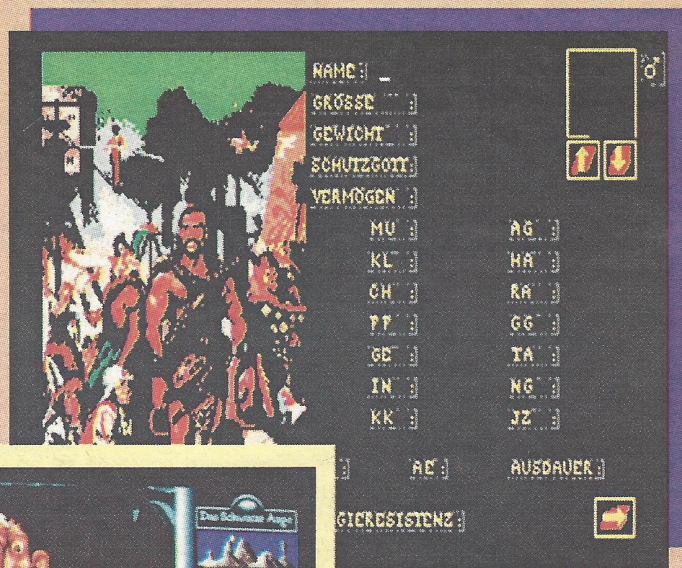 NAME :
GRÖSSE :
GEWICHT :
SCHUTZGOTT:
VERMÖGEN :
MU : AG :
KL : HA :
CH : RA :
FF : GG :
GE : TA :
IN : NG :
KK : JZ :
: AE : AUSDAUER :
GIERESISTENZ :
Das Schwarze Auge